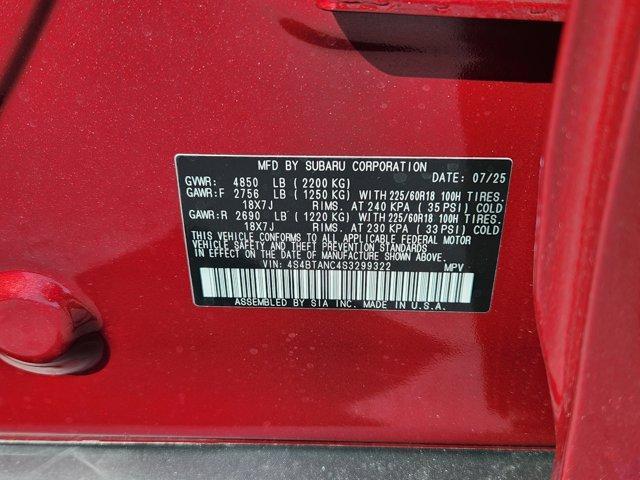 MFD BY SUBARU CORPORATION
DATE: 07/25
GVWR: 4850 LB ( 2200 KG)
GAWR:F 2756 LB ( 1250 KG) WITH 225/60R18 100H TIRES.
18X7J RIMS. AT 240 KPA ( 35 PSI) COLD
GAWR:R 2690 LB ( 1220 KG) WITH 225/60R18 100H TIRES.
18X7J RIMS. AT 230 KPA ( 33 PSI) COLD
THIS VEHICLE CONFORMS TO ALL APPLICABLE FEDERAL MOTOR
VEHICLE SAFETY AND THEFT PREVENTION STANDARDS
IN EFFECT ON THE DATE OF MANUFACTURE SHOWN ABOVE.
VIN: 4S4BTANC4S3299322 MPV
ASSEMBLED BY SIA INC. MADE IN U.S.A.